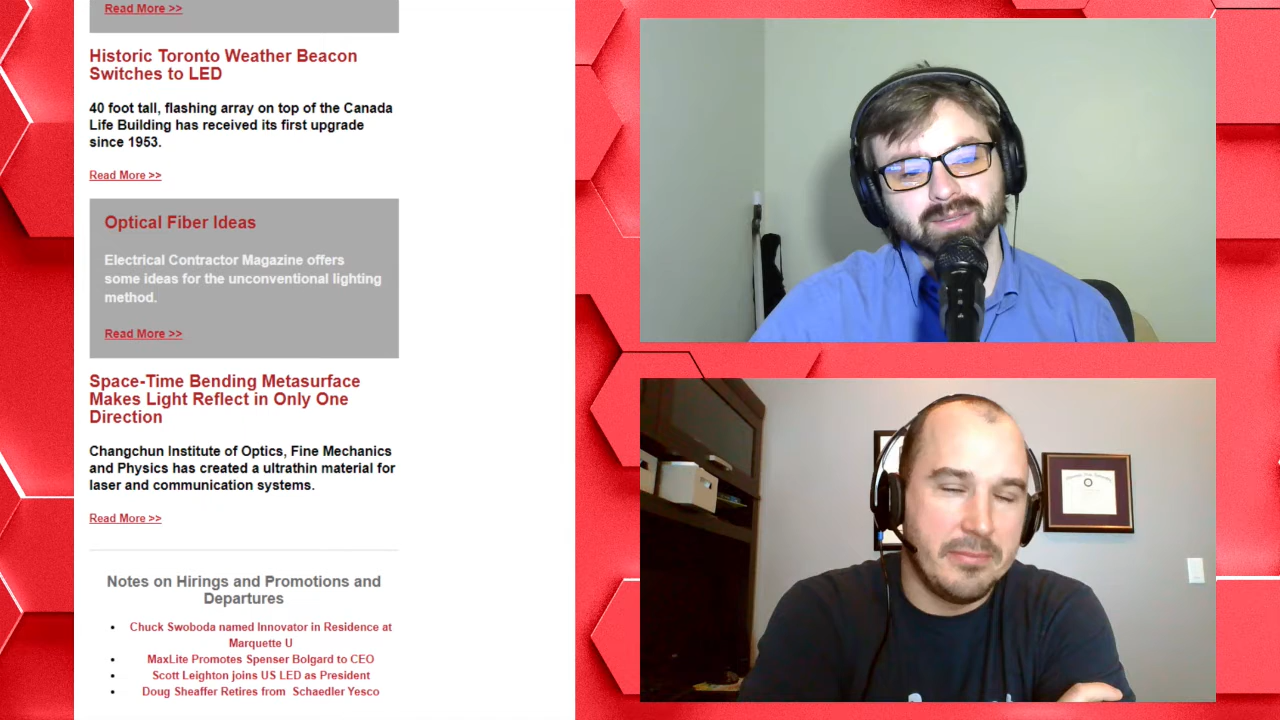 Read More >>
Historic Toronto Weather Beacon
Switches to LED
40 foot tall, flashing array on top of the Canada
Life Building has received its first upgrade
since 1953.
Read More >>
Optical Fiber Ideas
Electrical Contractor Magazine offers
some ideas for the unconventional lighting
method.
Read More >>
Space-Time Bending Metasurface
Makes Light Reflect in Only One
Direction
Changchun Institute of Optics, Fine Mechanics
and Physics has created a ultrathin material for
laser and communication systems.
Read More >>
Notes on Hirings and Promotions and
Departures
Chuck Swoboda named Innovator in Residence at
Marquette U
MaxLite Promotes Spenser Bolgard to CEO
Scott Leighton joins US LED as President
Doug Sheaffer Retires from Schaedler Yesco